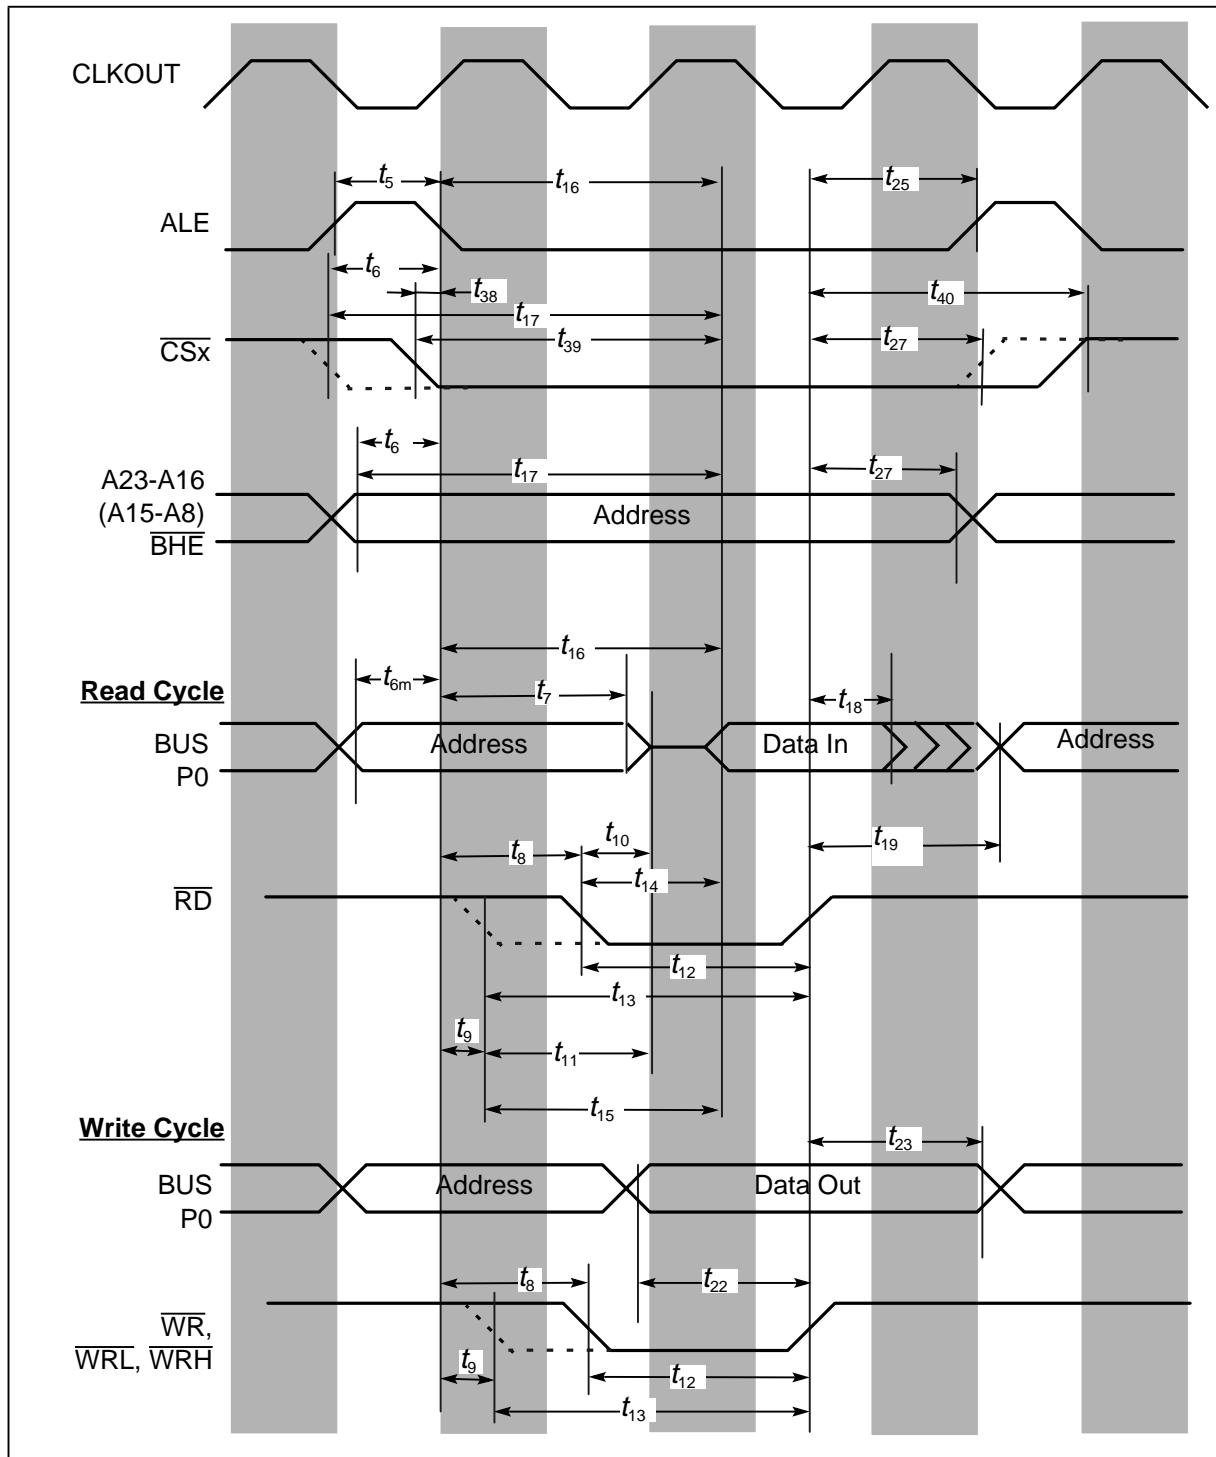 CLKOUT
t5 t16 t25
ALE
t6 t38 t40
t17
CSx t39 t27
t6
t17 t27
A23-A16
(A15-A8) Address
BHE
t16
t6m t7 t18
Read Cycle
BUS Address Data In Address
P0
t10 t19
t8
t14
RD
t12
t13
t9 t11
t15
Write Cycle
t23
BUS Address Data Out
P0
t8 t22
WR,
WRL, WRH
t9 t12
t13